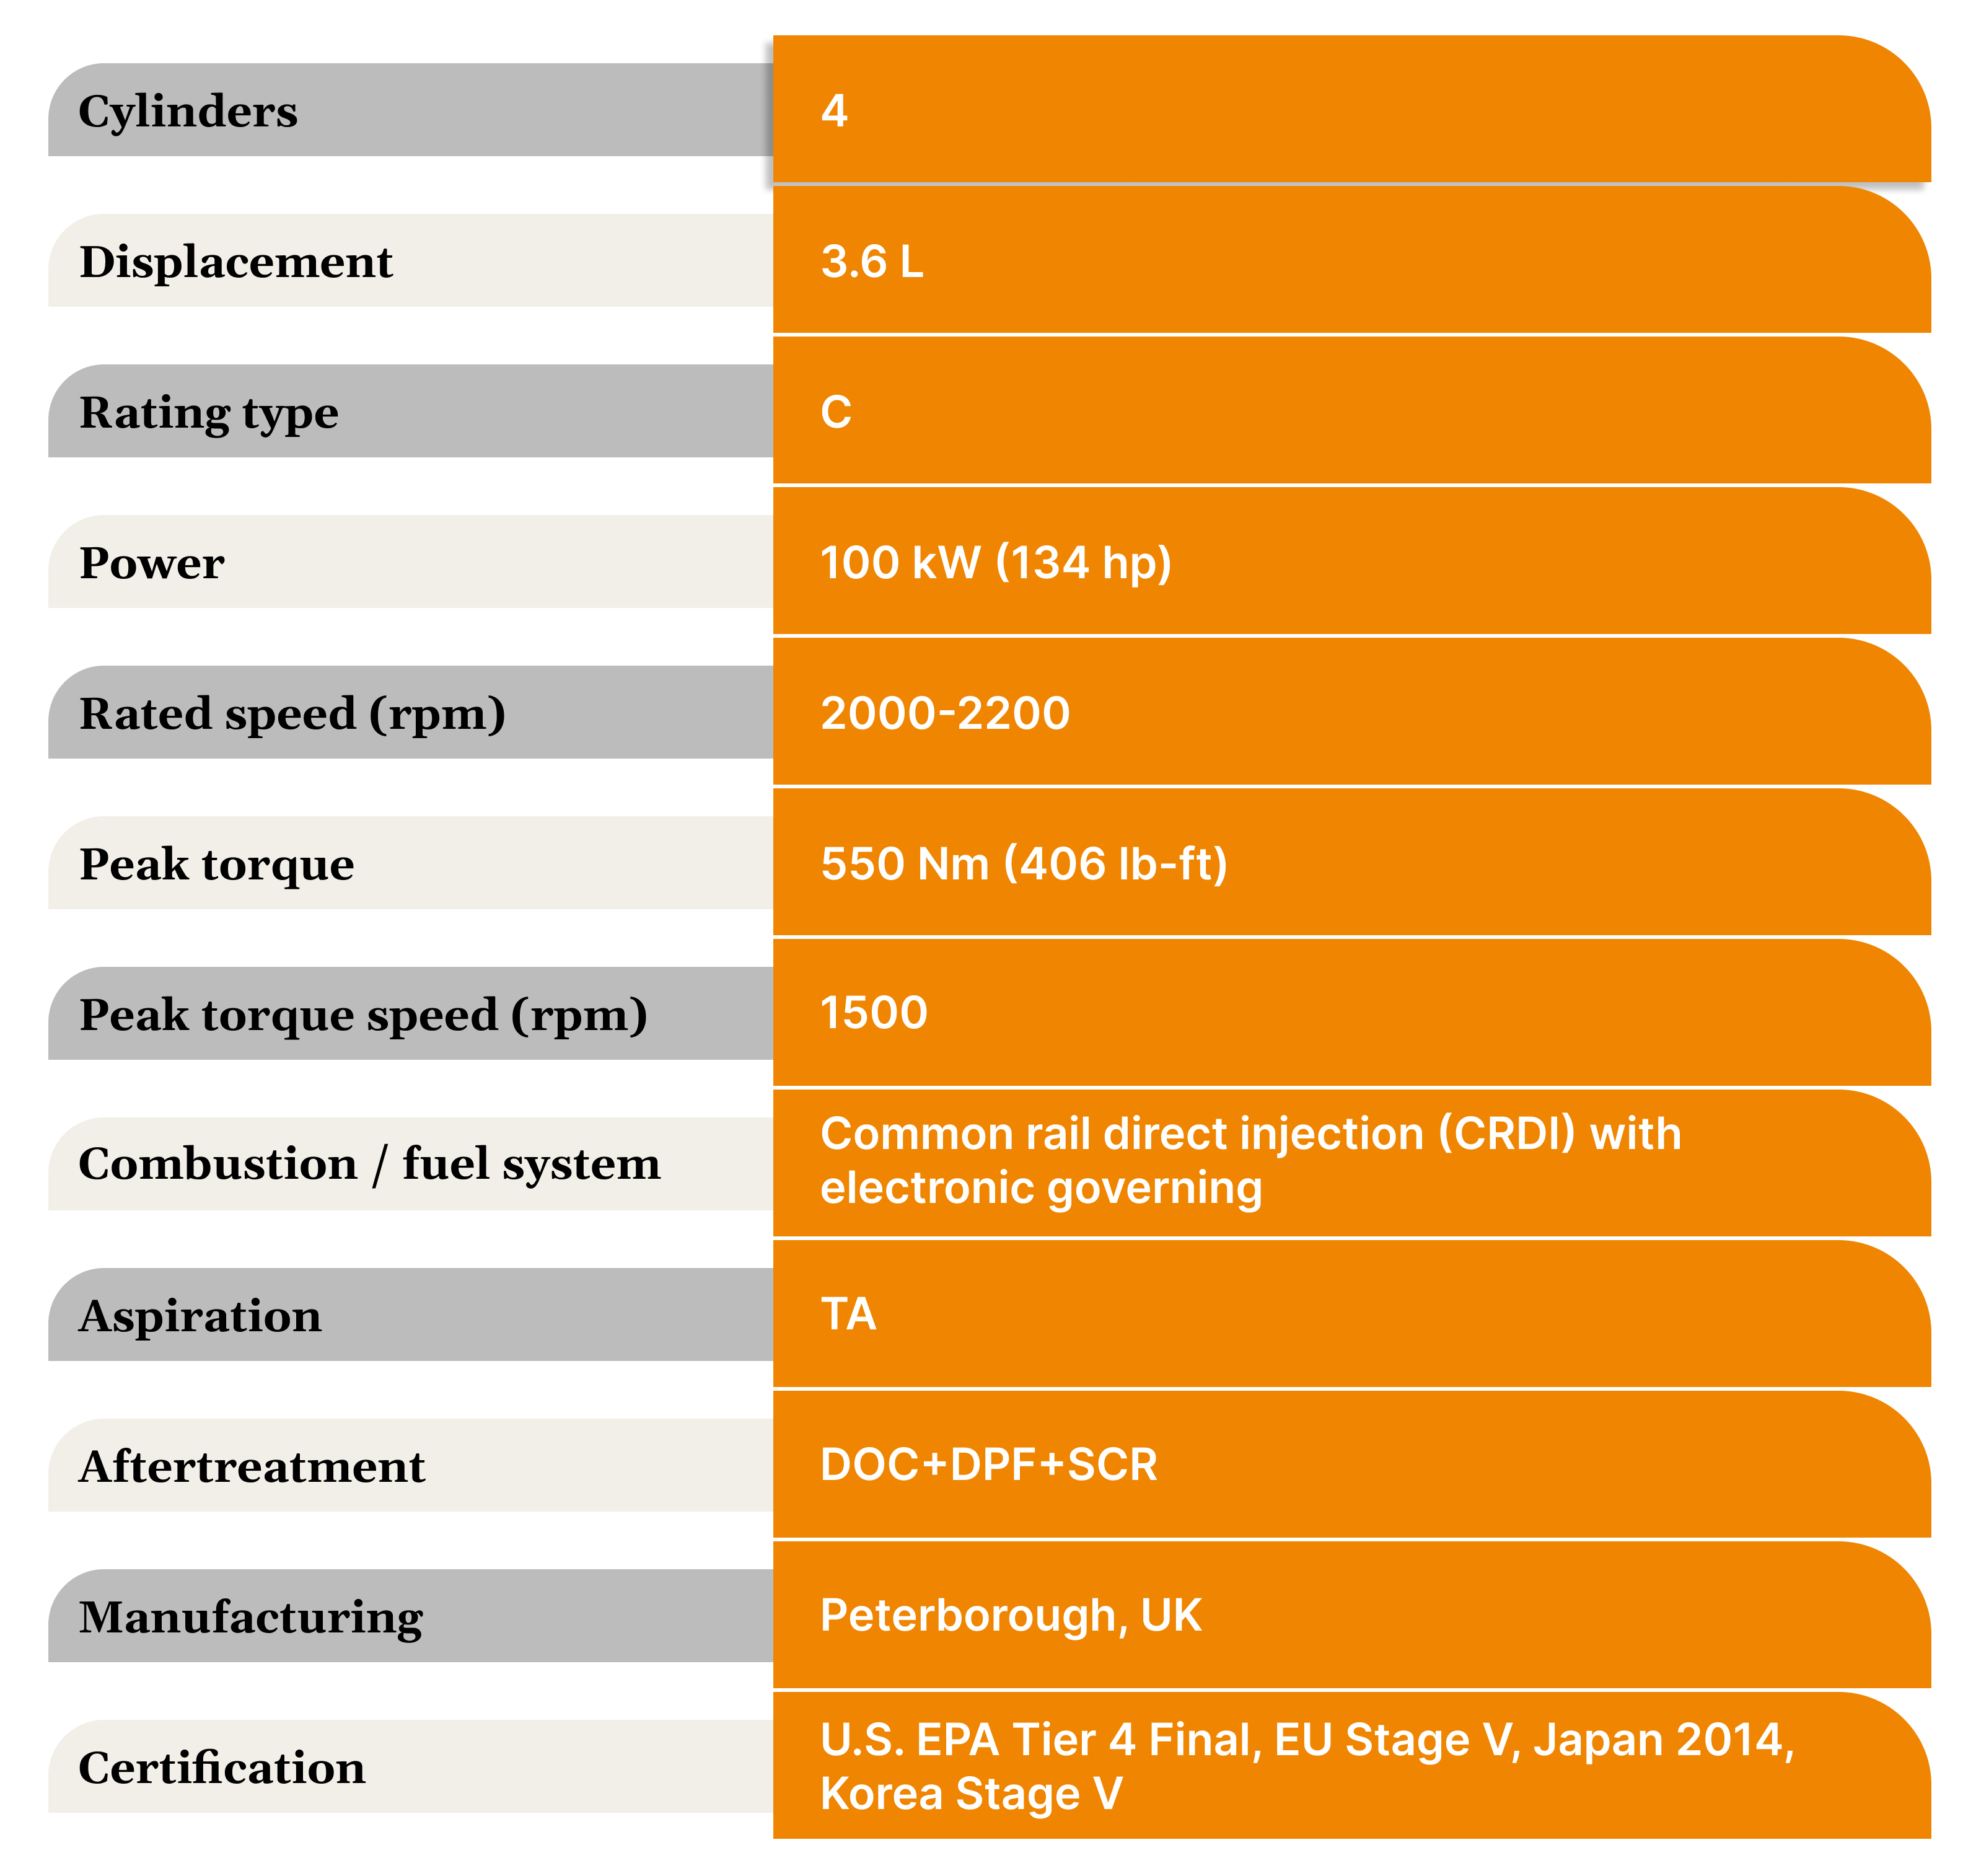 Cylinders
4
Displacement
3.6 L
Rating type
C
Power
100 kW (134 hp)
Rated speed (rpm)
2000-2200
Peak torque
550 Nm (406 lb-ft)
Peak torque speed (rpm)
1500
Combustion / fuel system
Common rail direct injection (CRDI) with
electronic governing
Aspiration
TA
Aftertreatment
DOC+DPF+SCR
Manufacturing
Peterborough, UK
Certification
U.S. EPA Tier 4 Final, EU Stage V, Japan 2014,
Korea Stage V